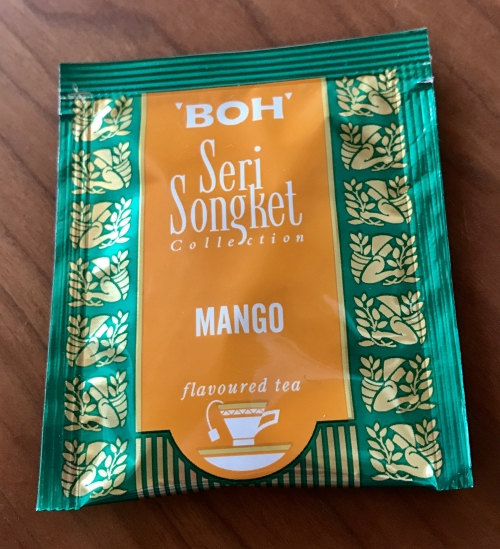 'BOH'
Seri
Songket
Collection
MANGO
flavoured tea